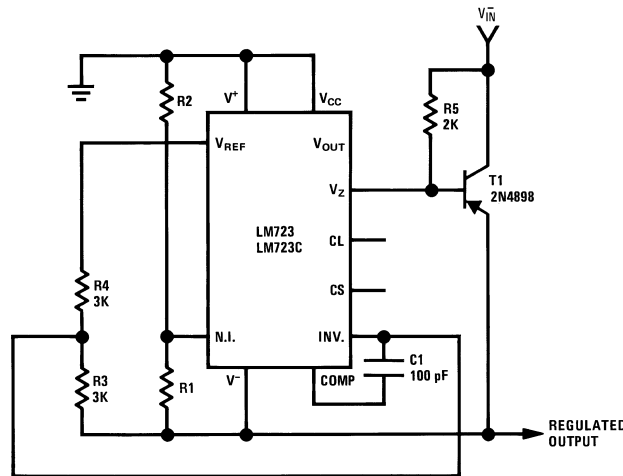 V⁻IN
V⁺
VCC
R2
R5
2K
VREF
VOUT
T1
2N4898
VZ
LM723
LM723C
CL
CS
R4
3K
N.I.
INV.
C1
100 pF
R3
3K
R1
V⁻
COMP
REGULATED
OUTPUT